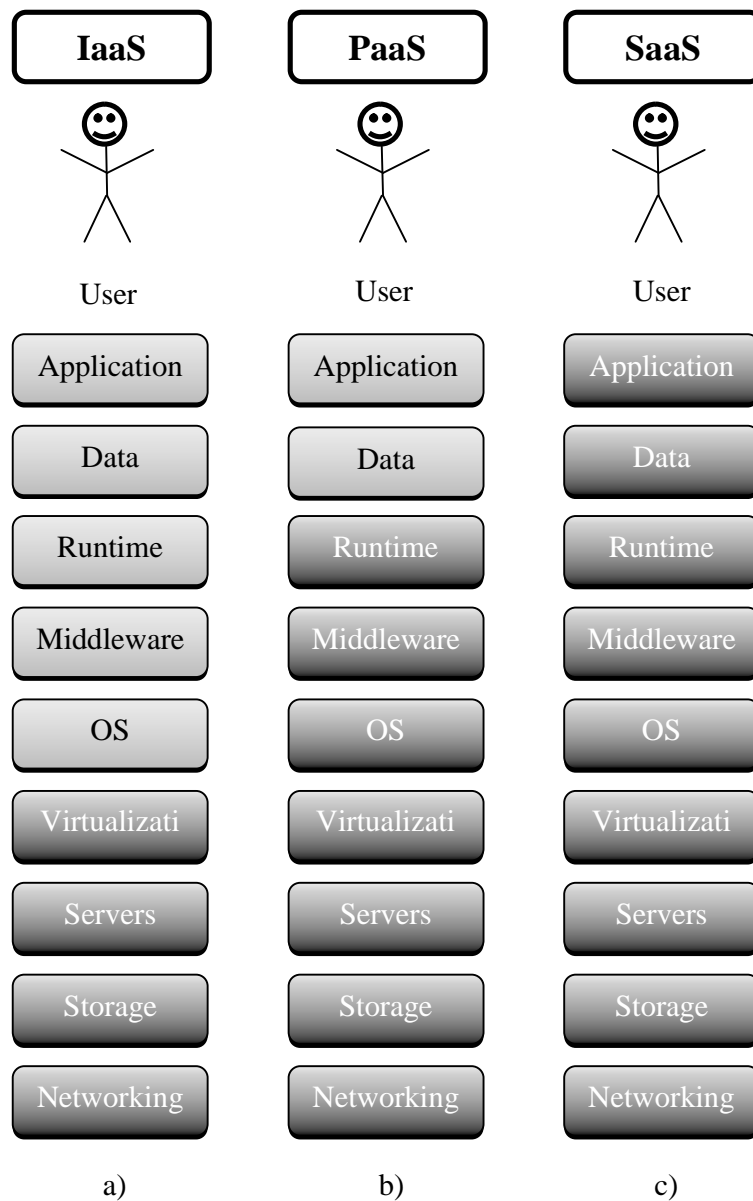 IaaS PaaS SaaS
User User User
Application Application Application
Data Data Data
Runtime Runtime Runtime
Middleware Middleware Middleware
OS OS OS
Virtualizati Virtualizati Virtualizati
Servers Servers Servers
Storage Storage Storage
Networking Networking Networking
a) b) c)